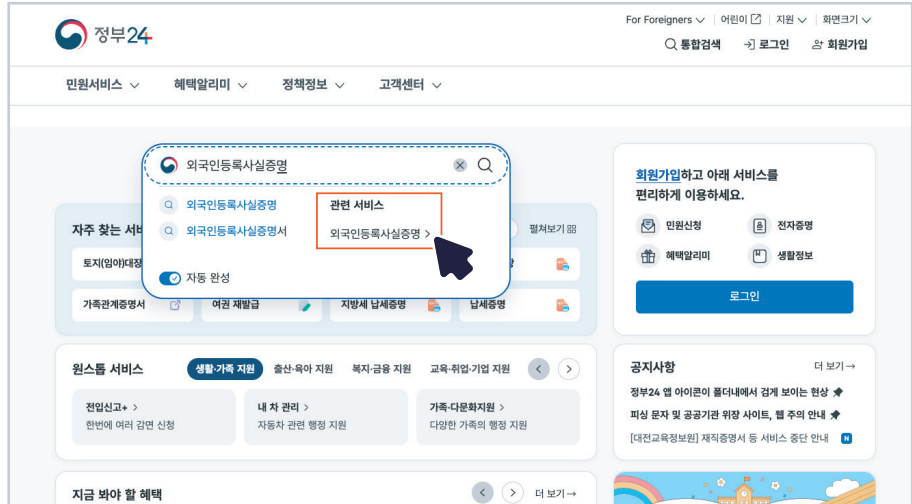 For Foreigners 어린이 지원 화면크기
정부24
통합검색 로그인 회원가입
민원서비스 혜택알리미 정책정보 고객센터
외국인등록사실증명
외국인등록사실증명
외국인등록사실증명서
관련 서비스
외국인등록사실증명 >
자동 완성
자주 찾는
펼쳐보기
토지(임야)대장
가족관계증명서 여권 재발급 지방세 납세증명 납세증명
회원가입하고 아래 서비스를
편리하게 이용하세요.
민원신청 전자증명
혜택알리미 생활정보
로그인
원스톱 서비스 생활·가족 지원 출산·육아 지원 복지·금융 지원 교육·취업·기업 지원 < >
전입신고+ > 내 차 관리 > 가족·다문화지원 >
한번에 여러 감면 신청 자동차 관련 행정 지원 다양한 가족의 행정 지원
공지사항 더 보기→
정부24 앱 아이콘이 폴더내에서 검게 보이는 현상
피싱 문자 및 공공기관 위장 사이트, 웹 주의 안내
[대전교육정보원] 재직증명서 등 서비스 중단 안내 N
지금 봐야 할 혜택 < > 더 보기→